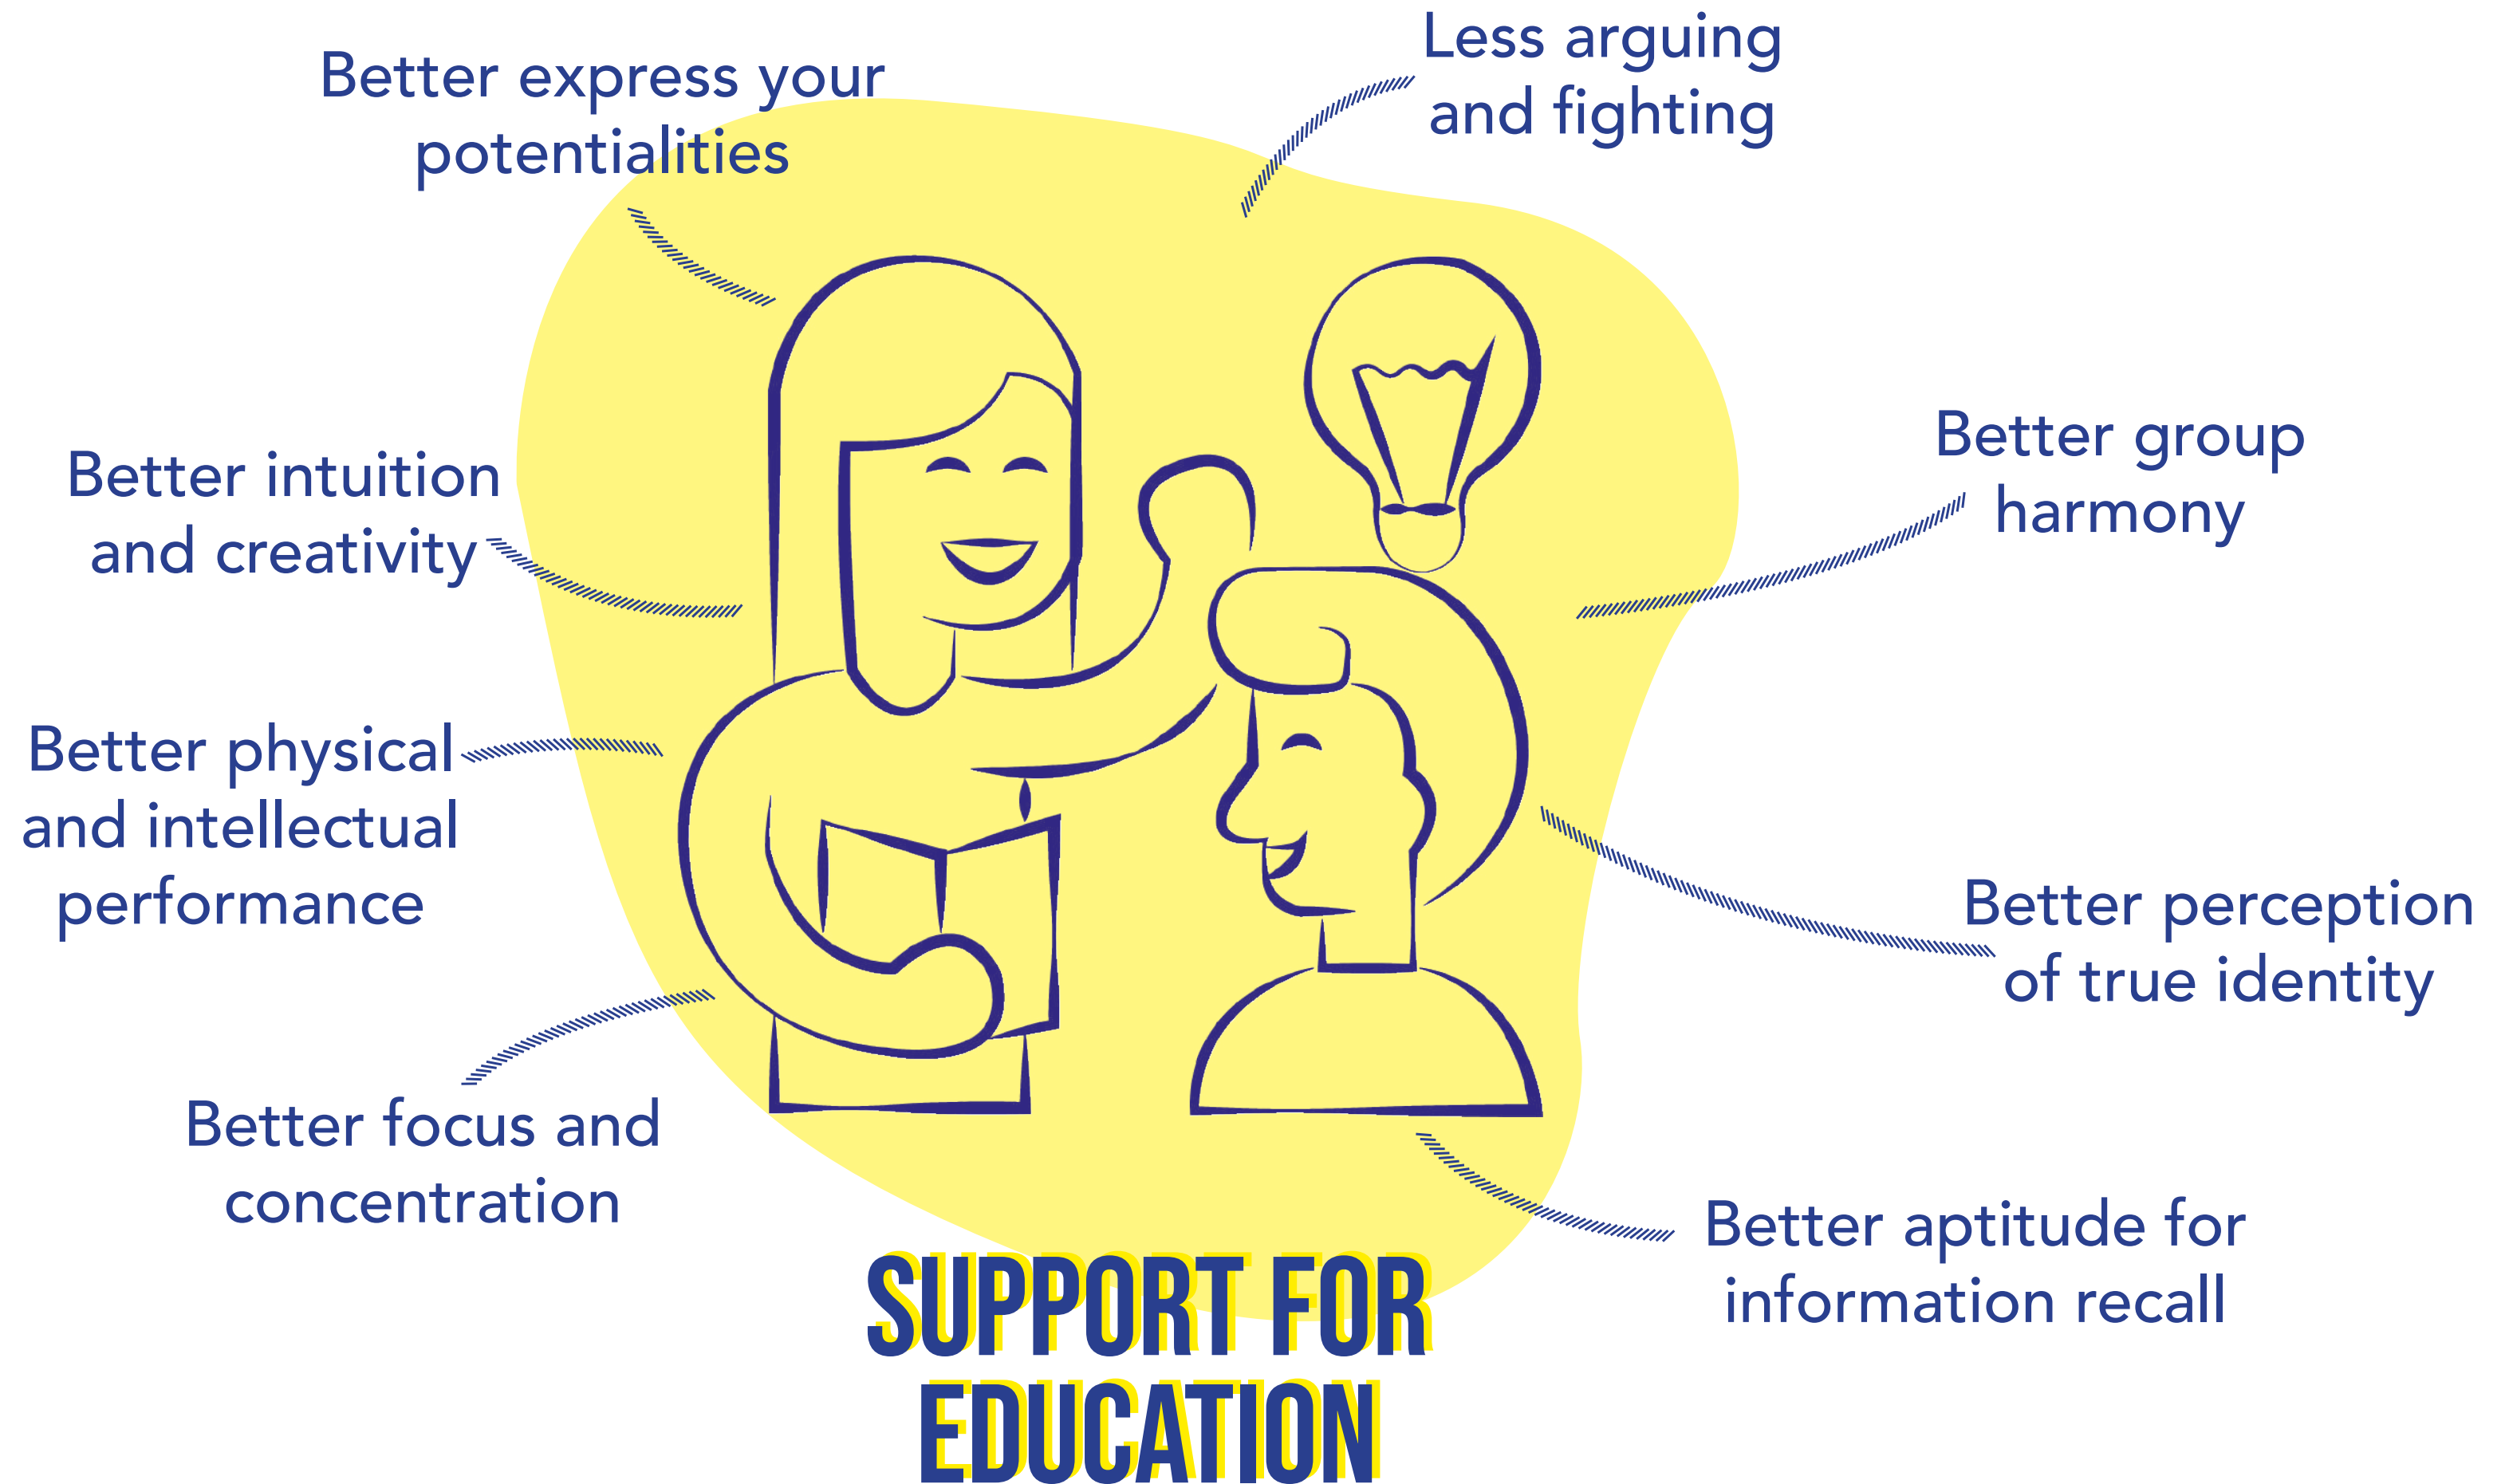 Better express your
potentialities
Less arguing
and fighting
Better intuition
and creativity
Better group
harmony
Better physical
and intellectual
performance
Better perception
of true identity
Better focus and
concentration
Better aptitude for
information recall
SUPPORT FOR
EDUCATION